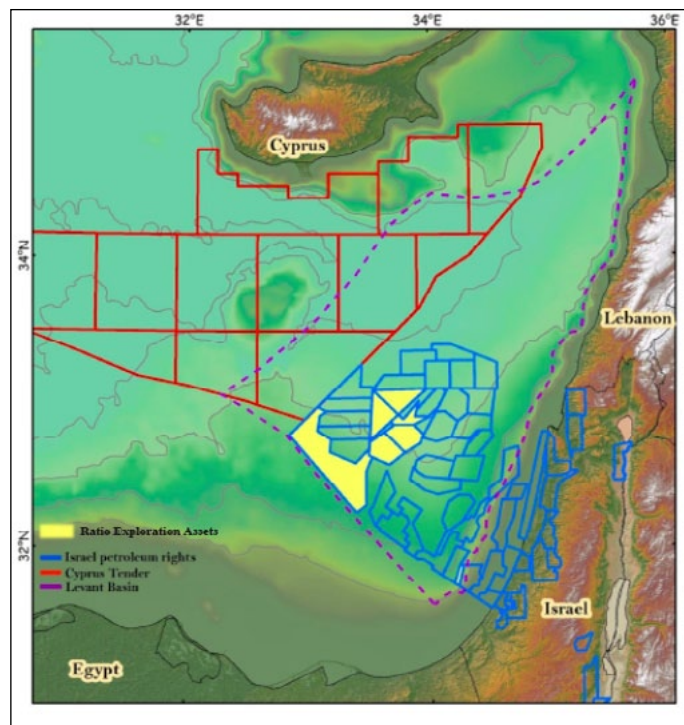 32°E
34°E
36°E
Cyprus
34°N
Lebanon
32°N
Ratio Exploration Assets
Israel petroleum rights
Cyprus Tender
Levant Basin
Israel
Egypt